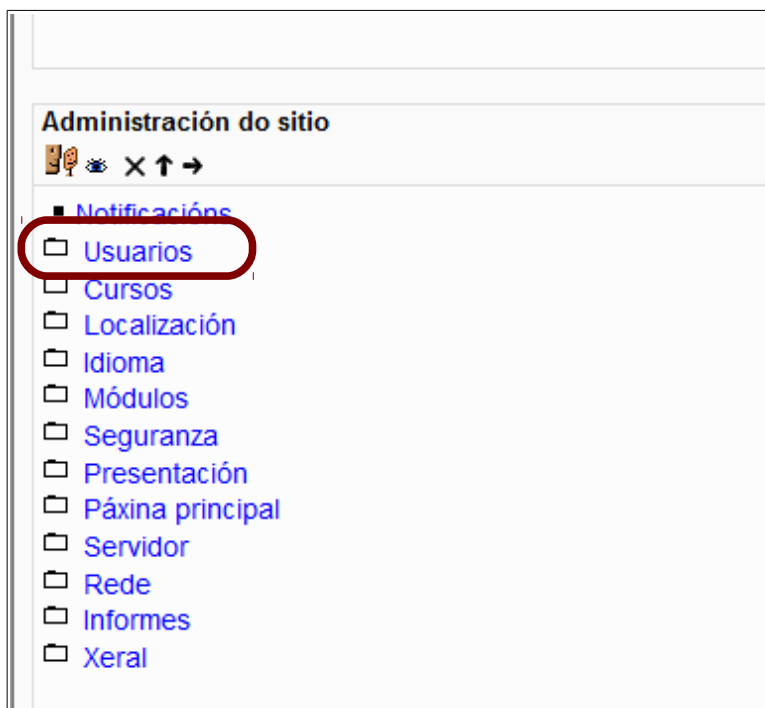 Administración do sitio
Notificacións
Usuarios
Cursos
Localización
Idioma
Módulos
Seguranza
Presentación
Páxina principal
Servidor
Rede
Informes
Xeral